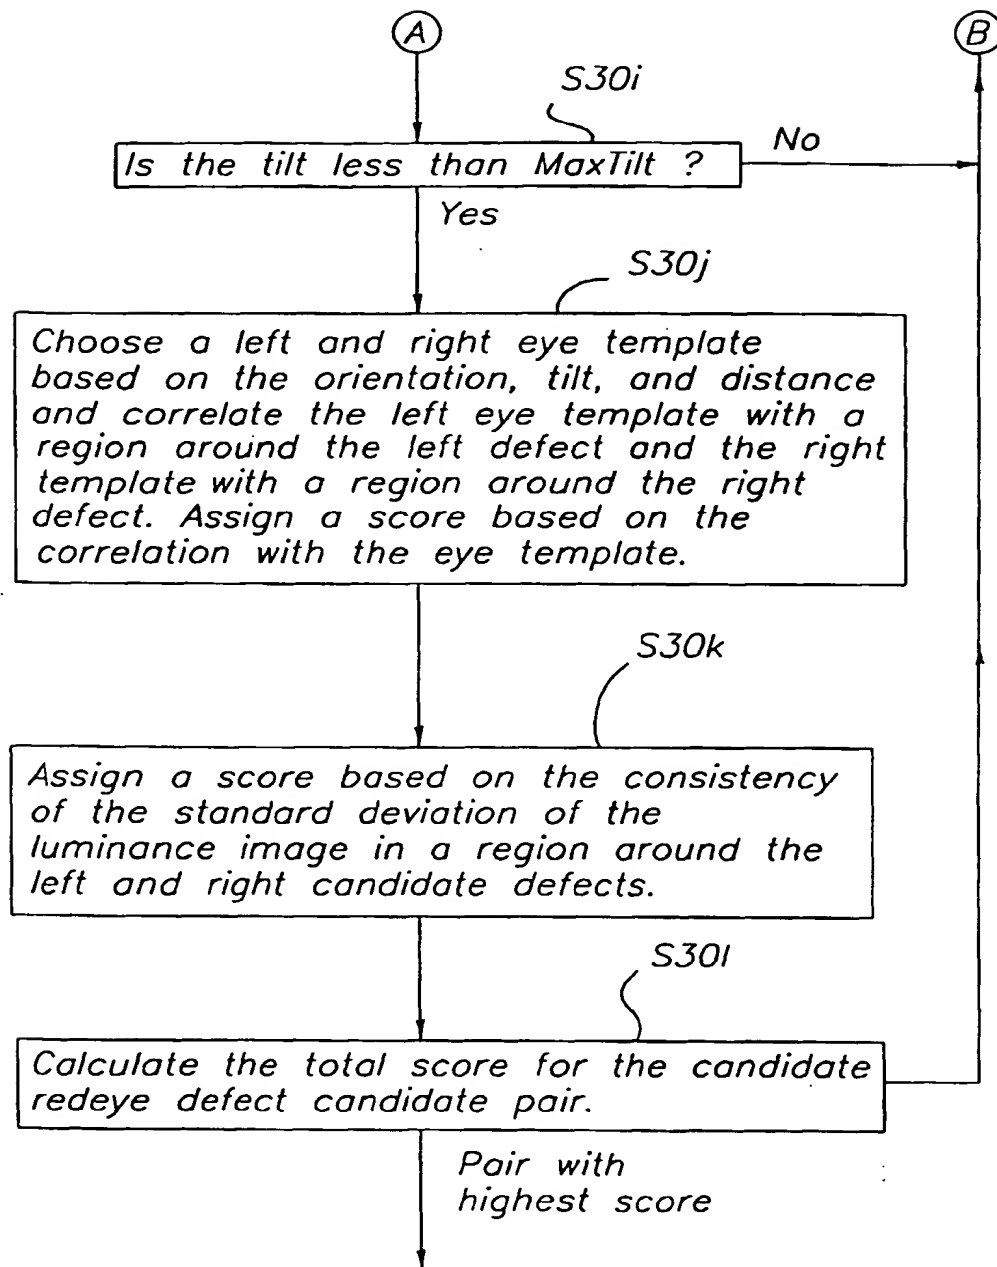 A
B
S30i
Is the tilt less than MaxTilt ?
No
Yes
S30j
Choose a left and right eye template
based on the orientation, tilt, and distance
and correlate the left eye template with a
region around the left defect and the right
template with a region around the right
defect. Assign a score based on the
correlation with the eye template.
S30k
Assign a score based on the consistency
of the standard deviation of the
luminance image in a region around the
left and right candidate defects.
S30l
Calculate the total score for the candidate
redeye defect candidate pair.
Pair with
highest score